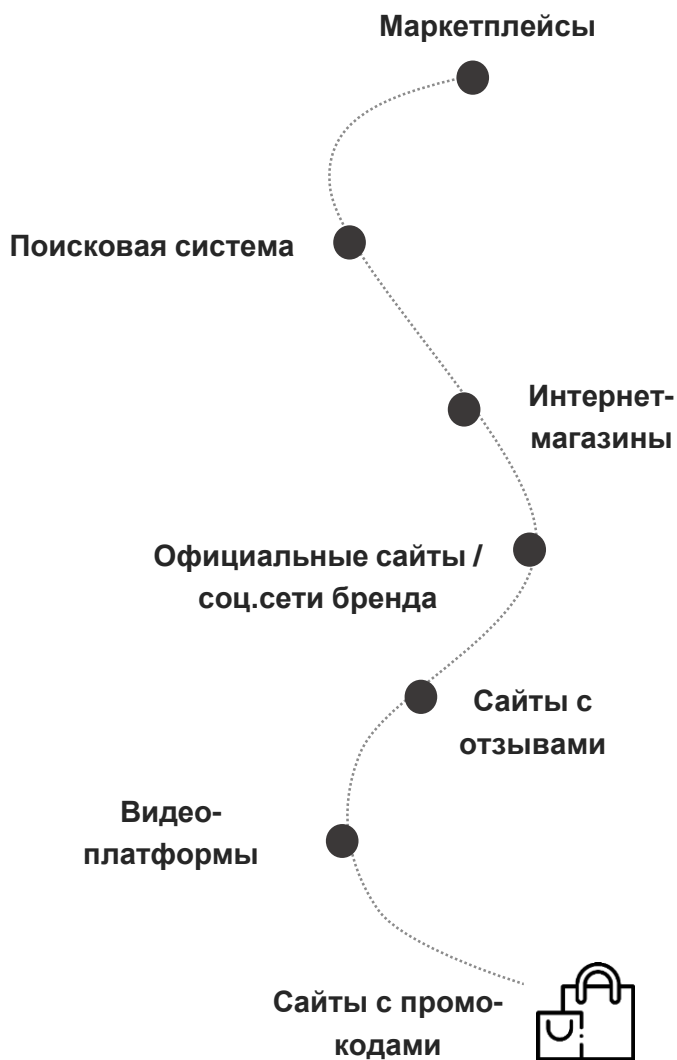 Маркетплейсы
Поисковая система
Интернет-
магазины
Официальные сайты /
соц.сети бренда
Сайты с
отзывами
Видео-
платформы
Сайты с промо-
кодами